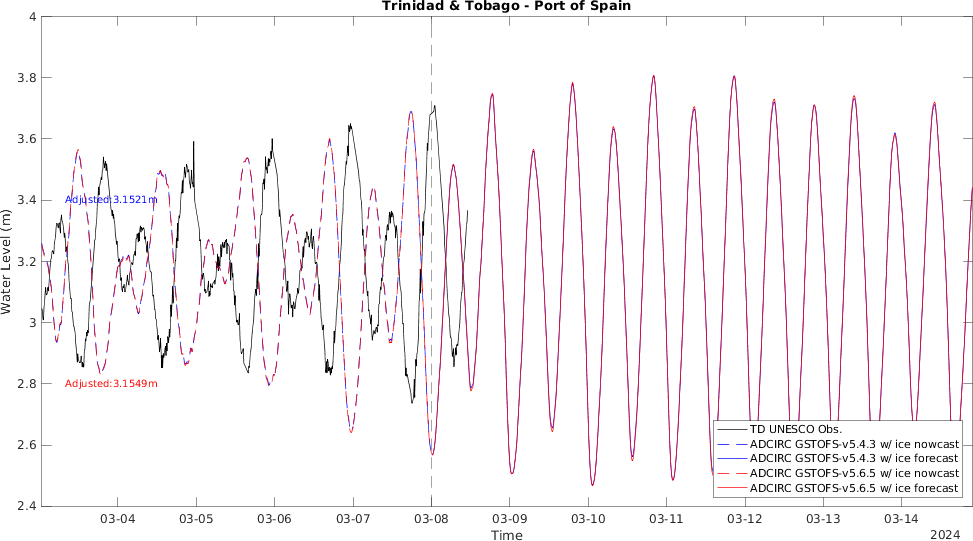 Trinidad & Tobago - Port of Spain
4
3.8
3.6
3.4
3.2
3
2.8
2.6
2.4
Water Level (m)
Adjusted:3.1521m
Adjusted:3.1549m
TD UNESCO Obs.
ADCIRC GSTOFS-v5.4.3 w/ ice nowcast
ADCIRC GSTOFS-v5.4.3 w/ ice forecast
ADCIRC GSTOFS-v5.6.5 w/ ice nowcast
ADCIRC GSTOFS-v5.6.5 w/ ice forecast
03-04 03-05 03-06 03-07 03-08 03-09 03-10 03-11 03-12 03-13 03-14
Time
2024